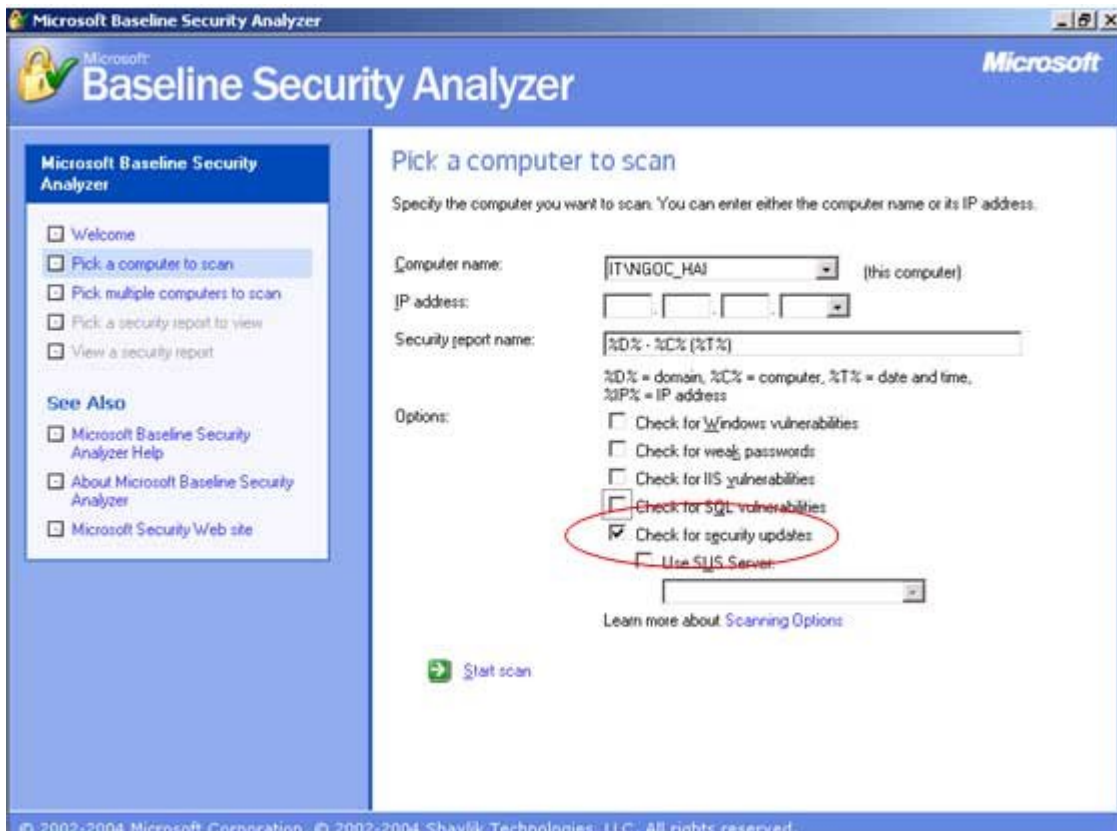 Microsoft Baseline Security Analyzer
Microsoft
Baseline Security Analyzer
Microsoft
Microsoft Baseline Security
Analyzer
Welcome
Pick a computer to scan
Pick multiple computers to scan
Pick a security report to view
View a security report
See Also
Microsoft Baseline Security
Analyzer Help
About Microsoft Baseline Security
Analyzer
Microsoft Security Web site
Pick a computer to scan
Specify the computer you want to scan. You can enter either the computer name or its IP address.
Computer name:
IT\NGOC_HAI
(this computer)
IP address:
Security report name:
%D% - %C% (%T%)
%D% = domain, %C% = computer, %T% = date and time,
%IP% = IP address
Options:
Check for Windows vulnerabilities
Check for weak passwords
Check for IIS vulnerabilities
Check for SQL vulnerabilities
Check for security updates
Use SUS Server:
Learn more about Scanning Options
Start scan
© 2002-2004 Microsoft Corporation, © 2002-2004 Shavlik Technologies, LLC. All rights reserved.